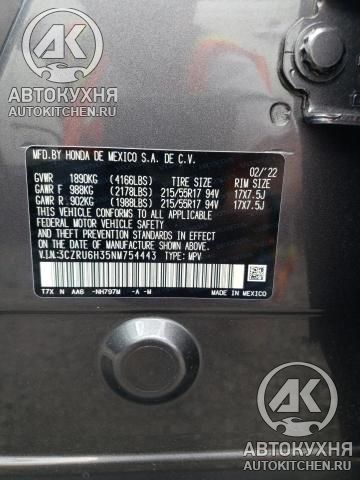 АВТОКУХНЯ
AUTOKITCHEN.RU
АВТОКУХНЯ
AUTOKITCHEN.RU
MFD.BY HONDA DE MEXICO S.A. DE C.V.
GVWR 1890KG (4166LBS) TIRE SIZE 02/'22 RIM SIZE
GAWR F 988KG (2178LBS) 215/55R17 94V 17X7.5J
GAWR R 902KG (1988LBS) 215/55R17 94V 17X7.5J
THIS VEHICLE CONFORMS TO ALL APPLICABLE
FEDERAL MOTOR VEHICLE SAFETY AND THEFT
PREVENTION STANDARDS IN EFFECT ON THE DATE
OF MANUFACTURE SHOWN ABOVE.
V.I.N:3CZRU6H35NM754443 TYPE: MPV
MADE IN MEXICO
T7X N AA6 -NH797M -A -M
АВТОКУХНЯ
AUTOKITCHEN.RU